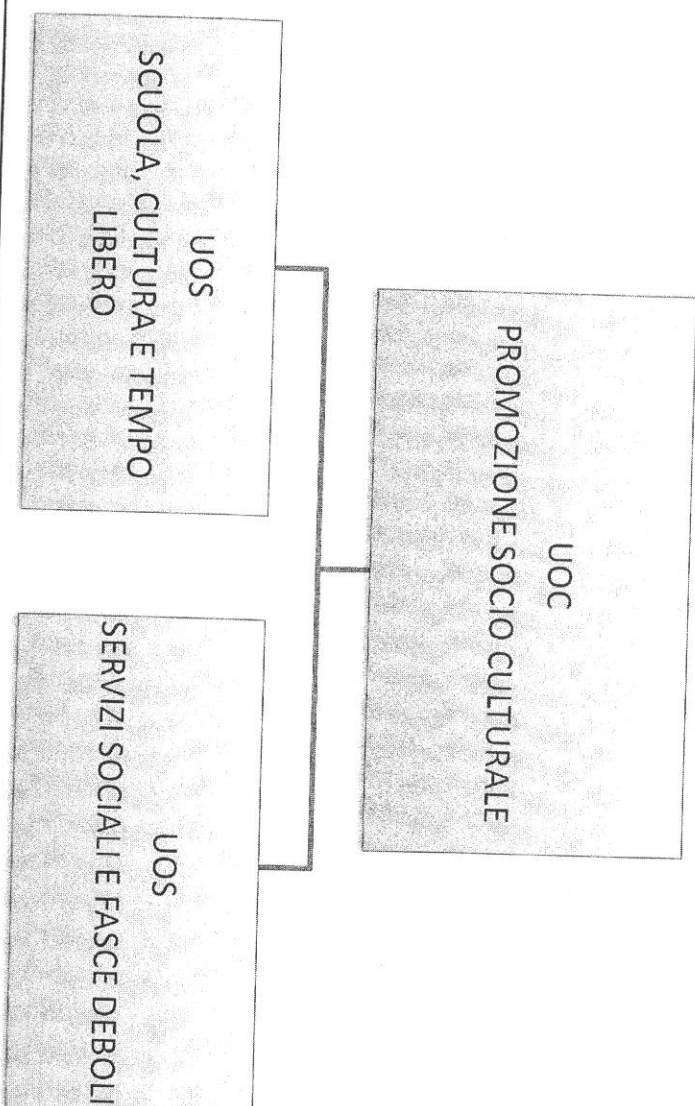 UOC
PROMOZIONE SOCIO CULTURALE
UOS
SCUOLA, CULTURA E TEMPO
LIBERO
UOS
SERVIZI SOCIALI E FASCE DEBOLI